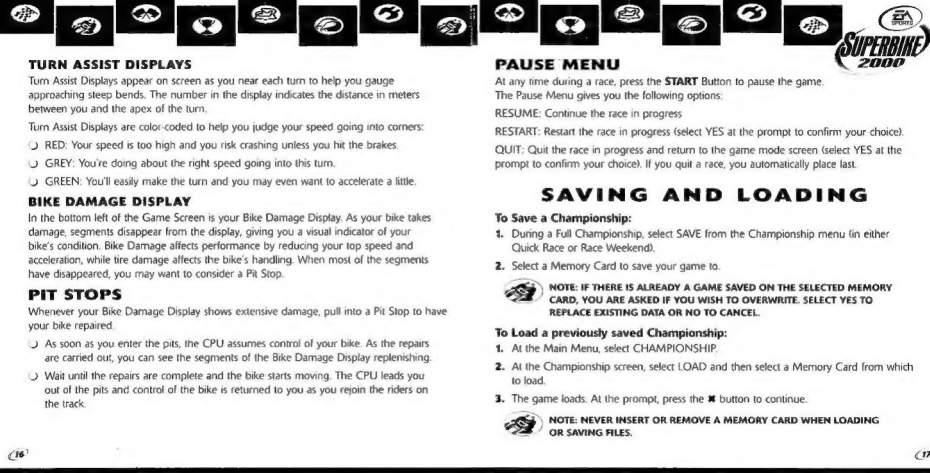 TURN ASSIST DISPLAYS
Turn Assist Displays appear on screen as you near each turn to help you gauge
approaching steep bends. The number in the display indicates the distance in meters
between you and the apex of the turn.
Turn Assist Displays are color-coded to help you judge your speed going into corners:
RED: Your speed is too high and you risk crashing unless you hit the brakes.
GREY: You're doing about the right speed going into this turn.
GREEN: You'll easily make the turn and you may even want to accelerate a little.
BIKE DAMAGE DISPLAY
In the bottom left of the Game Screen is your Bike Damage Display. As your bike takes
damage, segments disappear from the display, giving you a visual indicator of your
bike's condition. Bike Damage affects performance by reducing your top speed and
acceleration, while tire damage affects the bike's handling. When most of the segments
have disappeared, you may want to consider a Pit Stop.
PIT STOPS
Whenever your Bike Damage Display shows extensive damage, pull into a Pit Stop to have
your bike repaired.
As soon as you enter the pits, the CPU assumes control of your bike. As the repairs
are carried out, you can see the segments of the Bike Damage Display replenishing.
Wait until the repairs are complete and the bike starts moving. The CPU leads you
out of the pits and control of the bike is returned to you as you rejoin the riders on
the track.
16
EA
SPORTS
SUPERBIKE
2000
PAUSE MENU
At any time during a race, press the START Button to pause the game.
The Pause Menu gives you the following options:
RESUME: Continue the race in progress
RESTART: Restart the race in progress (select YES at the prompt to confirm your choice).
QUIT: Quit the race in progress and return to the game mode screen (select YES at the
prompt to confirm your choice). If you quit a race, you automatically place last.
SAVING AND LOADING
To Save a Championship:
1. During a Full Championship, select SAVE from the Championship menu (in either
Quick Race or Race Weekend).
2. Select a Memory Card to save your game to.
NOTE: IF THERE IS ALREADY A GAME SAVED ON THE SELECTED MEMORY
CARD, YOU ARE ASKED IF YOU WISH TO OVERWRITE. SELECT YES TO
REPLACE EXISTING DATA OR NO TO CANCEL.
To Load a previously saved Championship:
1. At the Main Menu, select CHAMPIONSHIP.
2. At the Championship screen, select LOAD and then select a Memory Card from which
to load.
3. The game loads. At the prompt, press the ✖ button to continue.
NOTE: NEVER INSERT OR REMOVE A MEMORY CARD WHEN LOADING
OR SAVING FILES.
17